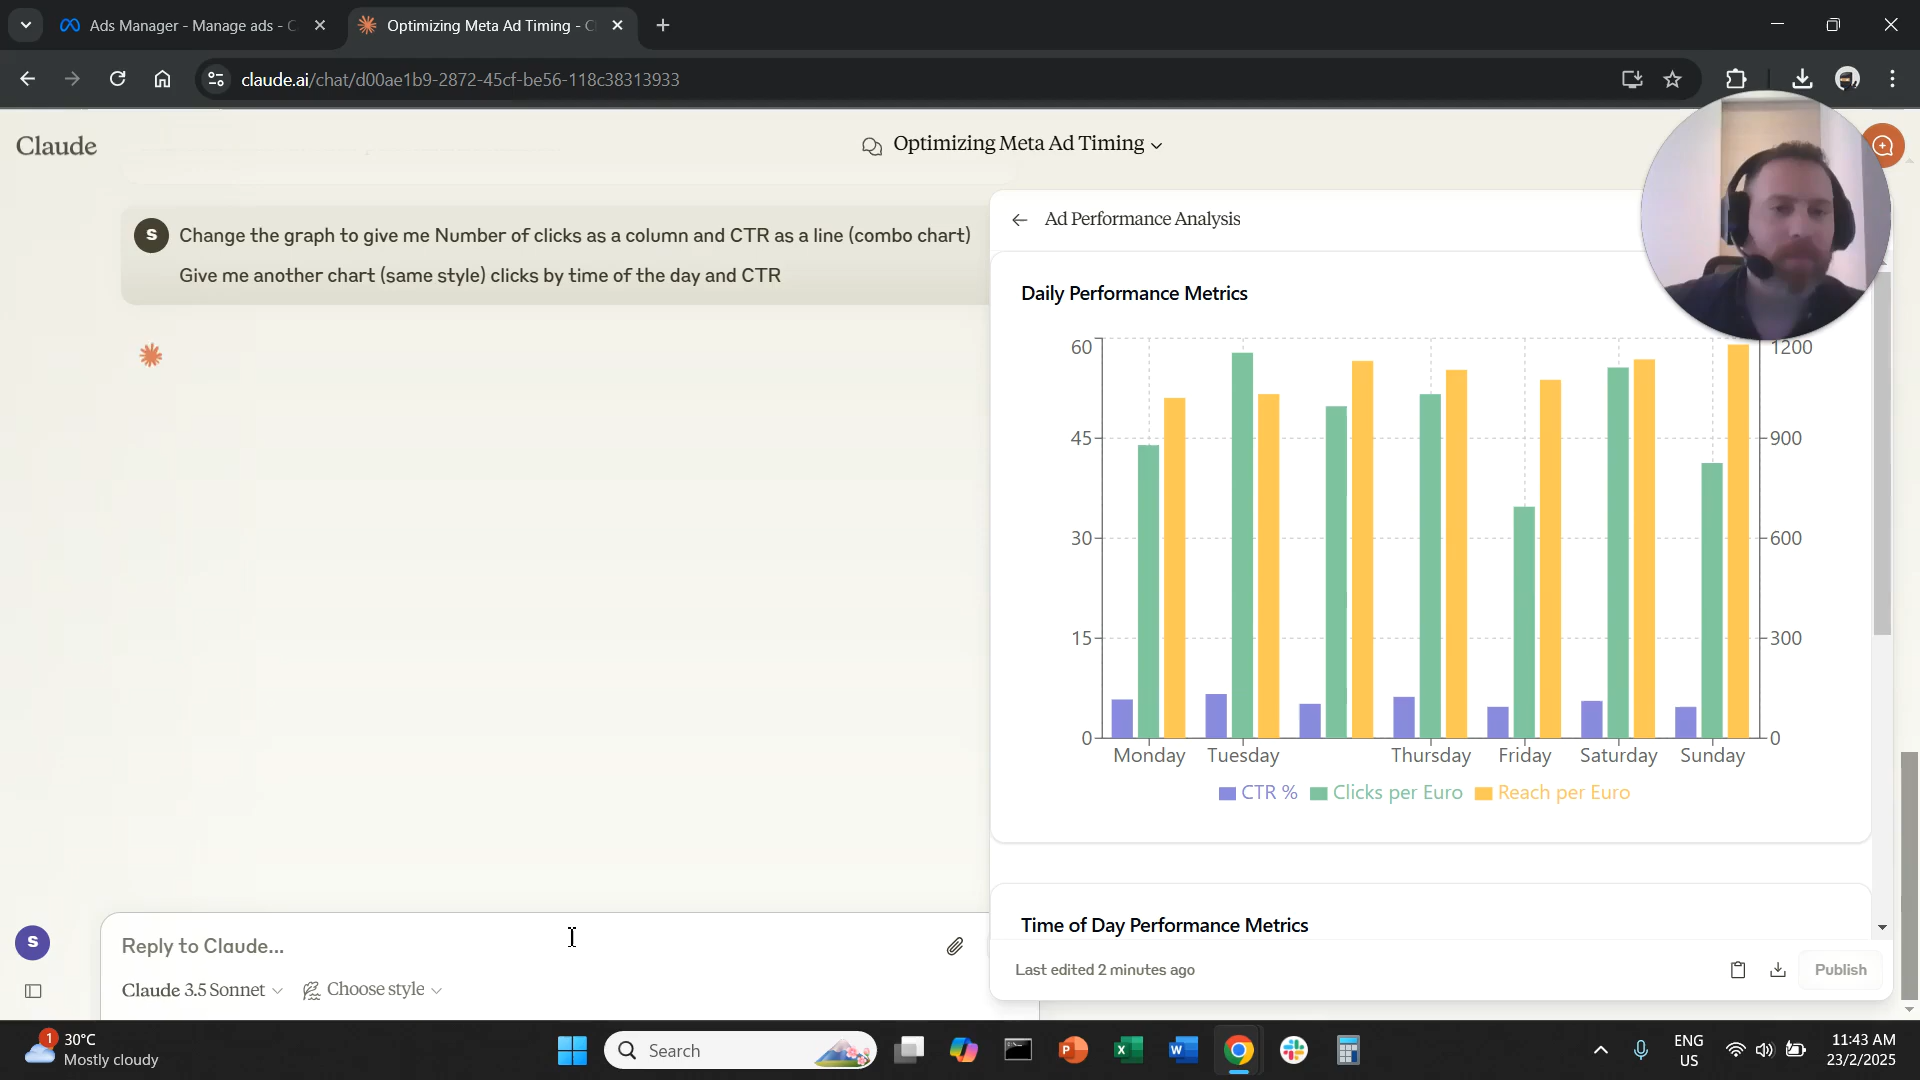 Ads Manager - Manage ads - C
Optimizing Meta Ad Timing - C
claude.ai/chat/d00ae1b9-2872-45cf-be56-118c38313933
Claude
Optimizing Meta Ad Timing
S
Change the graph to give me Number of clicks as a column and CTR as a line (combo chart)
Give me another chart (same style) clicks by time of the day and CTR
Ad Performance Analysis
Daily Performance Metrics
60
45
30
15
0
1200
900
600
300
0
Monday Tuesday Thursday Friday Saturday Sunday
CTR % Clicks per Euro Reach per Euro
Time of Day Performance Metrics
Last edited 2 minutes ago
Publish
S
Reply to Claude...
Claude 3.5 Sonnet Choose style
1
30°C
Mostly cloudy
Search
ENG
US
11:43 AM
23/2/2025